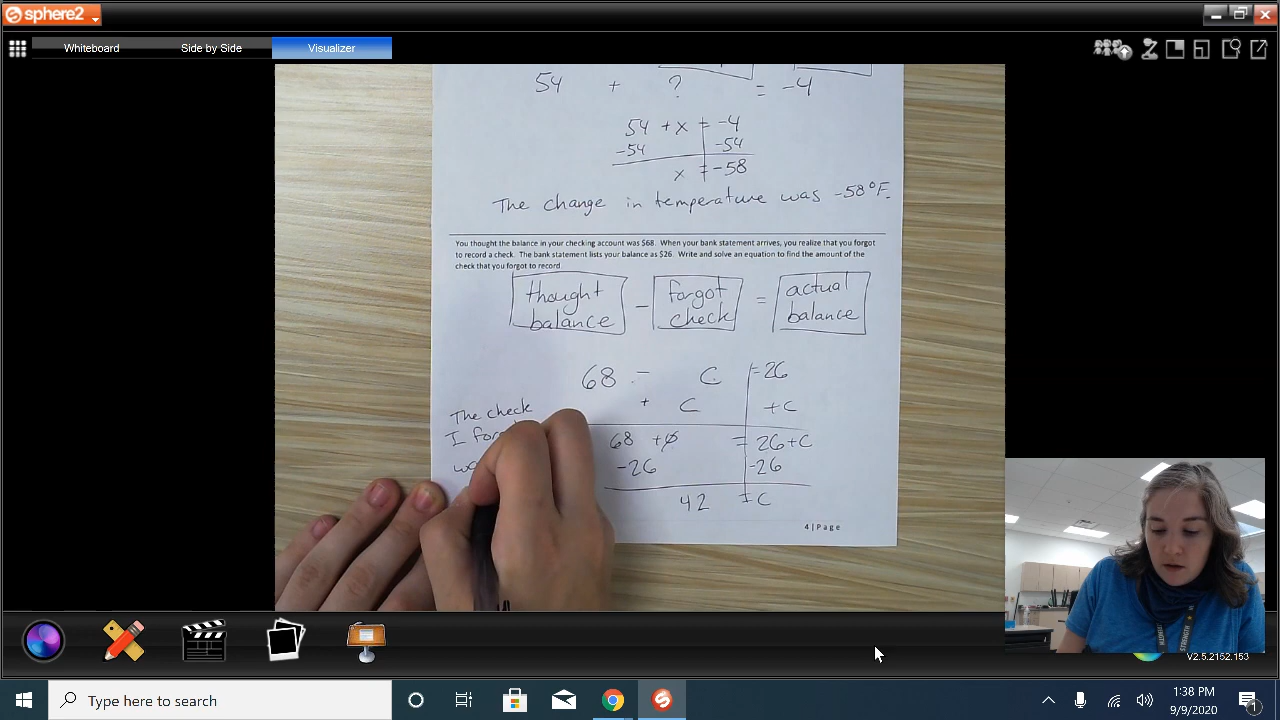 sphere2
Whiteboard Side by Side Visualizer
54 + ? = -4
54 + x = -4
-54 -54
x = -58
The change in temperature was -58°F.
You thought the balance in your checking account was $68. When your bank statement arrives, you realize that you forgot
to record a check. The bank statement lists your balance as $26. Write and solve an equation to find the amount of the
check that you forgot to record.
thought balance - forgot check = actual balance
68 - C = 26
+ C +C
68 + 0 = 26+C
-26 -26
42 = C
The check
I
4 | Page
STRENGTH
V2.5.2152.153
Type here to search
1:38 PM
9/9/2020
1